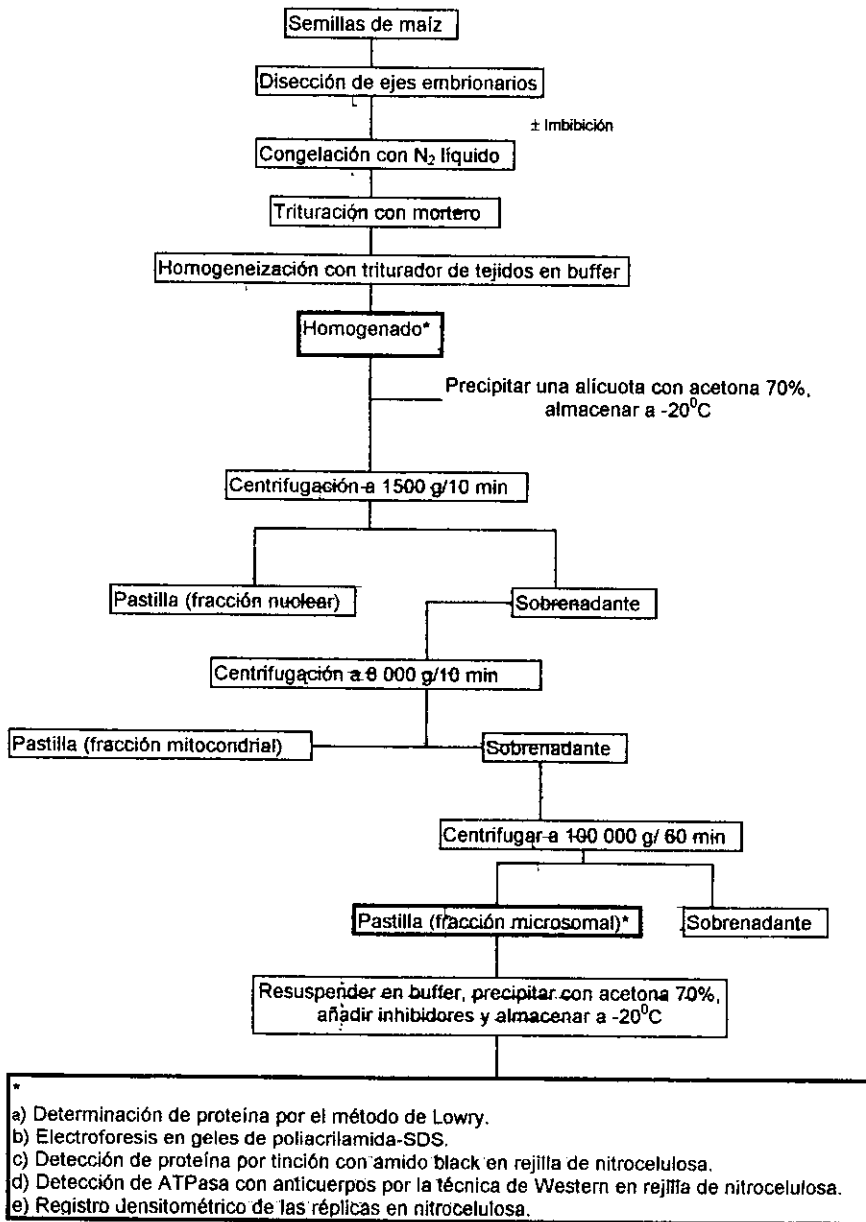 Semillas de maíz
Disección de ejes embrionarios
± Imbibición
Congelación con N₂ líquido
Trituración con mortero
Homogeneización con triturador de tejidos en buffer
Homogenado*
Precipitar una alícuota con acetona 70%,
almacenar a -20⁰C
Centrifugación a 1500 g/10 min
Pastilla (fracción nuclear)
Sobrenadante
Centrifugación a 8 000 g/10 min
Pastilla (fracción mitocondrial)
Sobrenadante
Centrifugar a 100 000 g/ 60 min
Pastilla (fracción microsomal)*
Sobrenadante
Resuspender en buffer, precipitar con acetona 70%,
añadir inhibidores y almacenar a -20⁰C
*
a) Determinación de proteína por el método de Lowry.
b) Electroforesis en geles de poliacrilamida-SDS.
c) Detección de proteína por tinción con amido black en rejilla de nitrocelulosa.
d) Detección de ATPasa con anticuerpos por la técnica de Western en rejilla de nitrocelulosa.
e) Registro densitométrico de las réplicas en nitrocelulosa.